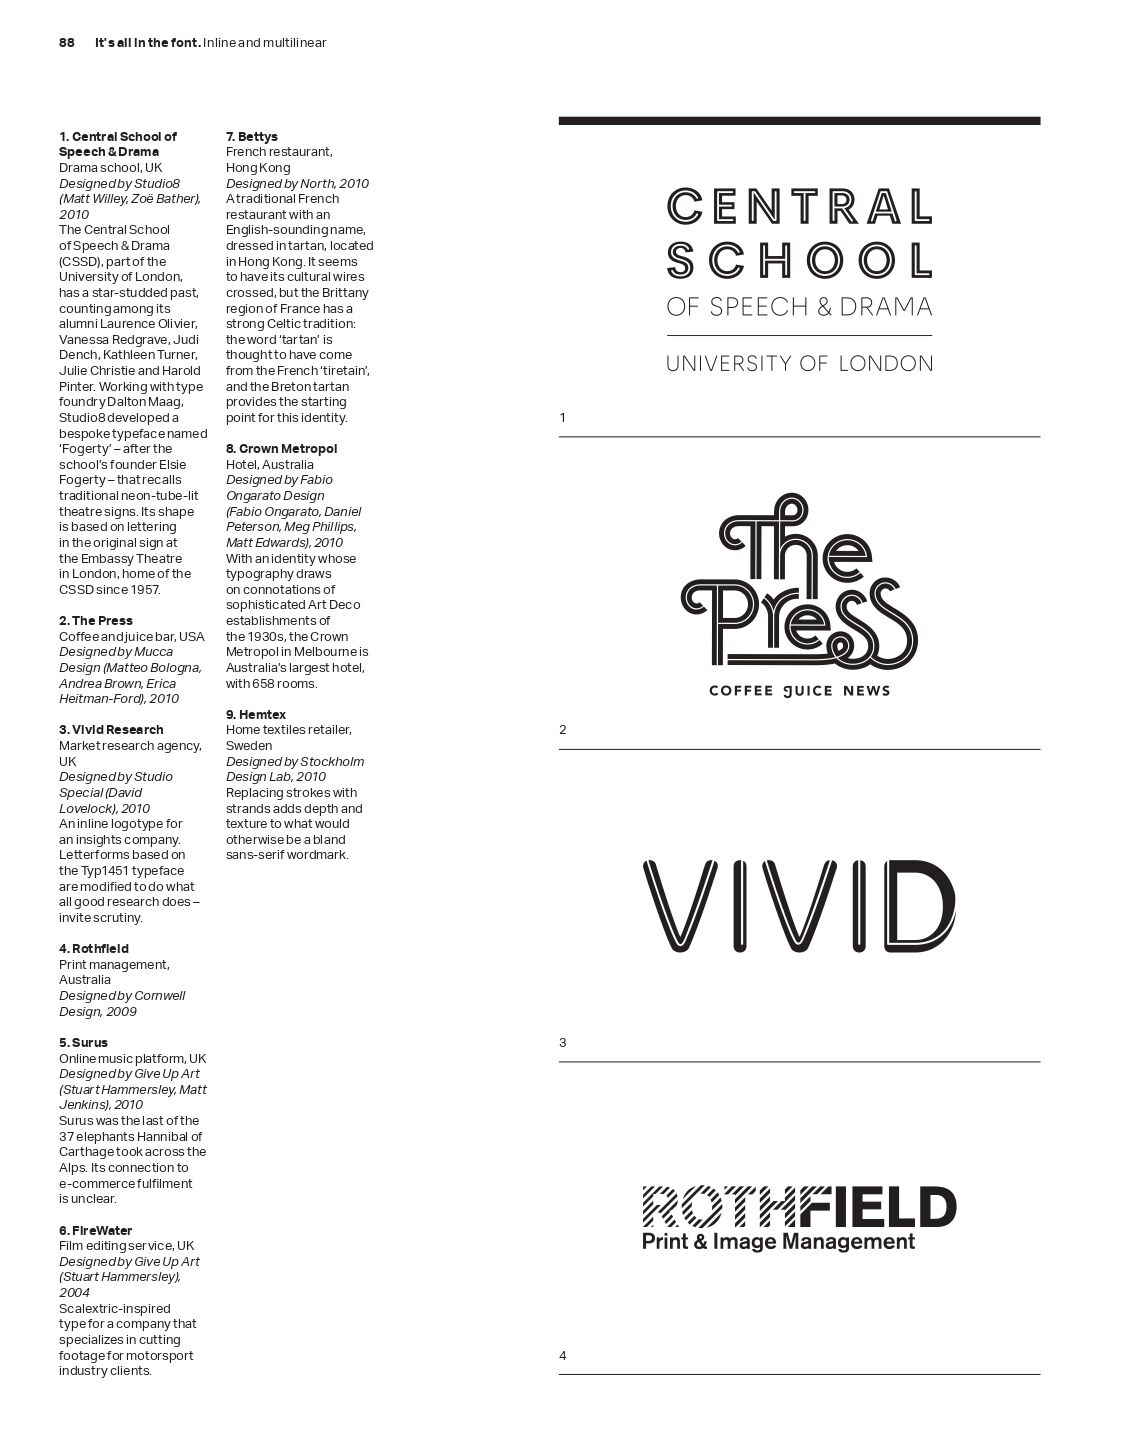 88 It's all in the font. Inline and multilinear
1. Central School of
Speech & Drama
Drama school, UK
Designed by Studio8
(Matt Willey, Zoë Bather),
2010
The Central School
of Speech & Drama
(CSSD), part of the
University of London,
has a star-studded past,
counting among its
alumni Laurence Olivier,
Vanessa Redgrave, Judi
Dench, Kathleen Turner,
Julie Christie and Harold
Pinter. Working with type
foundry Dalton Maag,
Studio8 developed a
bespoke typeface named
‘Fogerty’ – after the
school’s founder Elsie
Fogerty – that recalls
traditional neon-tube-lit
theatre signs. Its shape
is based on lettering
in the original sign at
the Embassy Theatre
in London, home of the
CSSD since 1957.
2. The Press
Coffee and juice bar, USA
Designed by Mucca
Design (Matteo Bologna,
Andrea Brown, Erica
Heitman-Ford), 2010
3. Vivid Research
Market research agency,
UK
Designed by Studio
Special (David
Lovelock), 2010
An inline logotype for
an insights company.
Letterforms based on
the Typ1451 typeface
are modified to do what
all good research does –
invite scrutiny.
4. Rothfield
Print management,
Australia
Designed by Cornwell
Design, 2009
5. Surus
Online music platform, UK
Designed by Give Up Art
(Stuart Hammersley, Matt
Jenkins), 2010
Surus was the last of the
37 elephants Hannibal of
Carthage took across the
Alps. Its connection to
e-commerce fulfilment
is unclear.
6. FireWater
Film editing service, UK
Designed by Give Up Art
(Stuart Hammersley),
2004
Scalextric-inspired
type for a company that
specializes in cutting
footage for motorsport
industry clients.
7. Bettys
French restaurant,
Hong Kong
Designed by North, 2010
A traditional French
restaurant with an
English-sounding name,
dressed in tartan, located
in Hong Kong. It seems
to have its cultural wires
crossed, but the Brittany
region of France has a
strong Celtic tradition:
the word ‘tartan’ is
thought to have come
from the French ‘tiretain’,
and the Breton tartan
provides the starting
point for this identity.
8. Crown Metropol
Hotel, Australia
Designed by Fabio
Ongarato Design
(Fabio Ongarato, Daniel
Peterson, Meg Phillips,
Matt Edwards), 2010
With an identity whose
typography draws
on connotations of
sophisticated Art Deco
establishments of
the 1930s, the Crown
Metropol in Melbourne is
Australia’s largest hotel,
with 658 rooms.
9. Hemtex
Home textiles retailer,
Sweden
Designed by Stockholm
Design Lab, 2010
Replacing strokes with
strands adds depth and
texture to what would
otherwise be a bland
sans-serif wordmark.
CENTRAL
SCHOOL
OF SPEECH & DRAMA
UNIVERSITY OF LONDON
1
The
Press
COFFEE JUICE NEWS
2
VIVID
3
ROTHFIELD
Print & Image Management
4